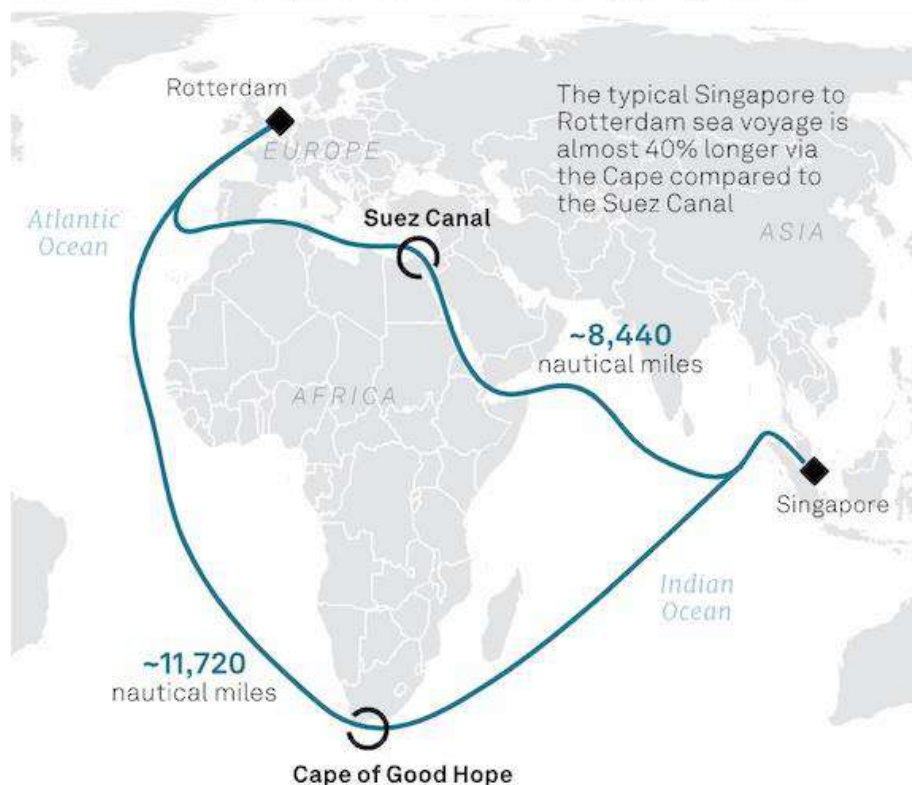 Rotterdam
The typical Singapore to
Rotterdam sea voyage is
almost 40% longer via
the Cape compared to
the Suez Canal
EUROPE
Atlantic
Ocean
Suez Canal
ASIA
~8,440
nautical miles
AFRICA
Singapore
Indian
Ocean
~11,720
nautical miles
Cape of Good Hope